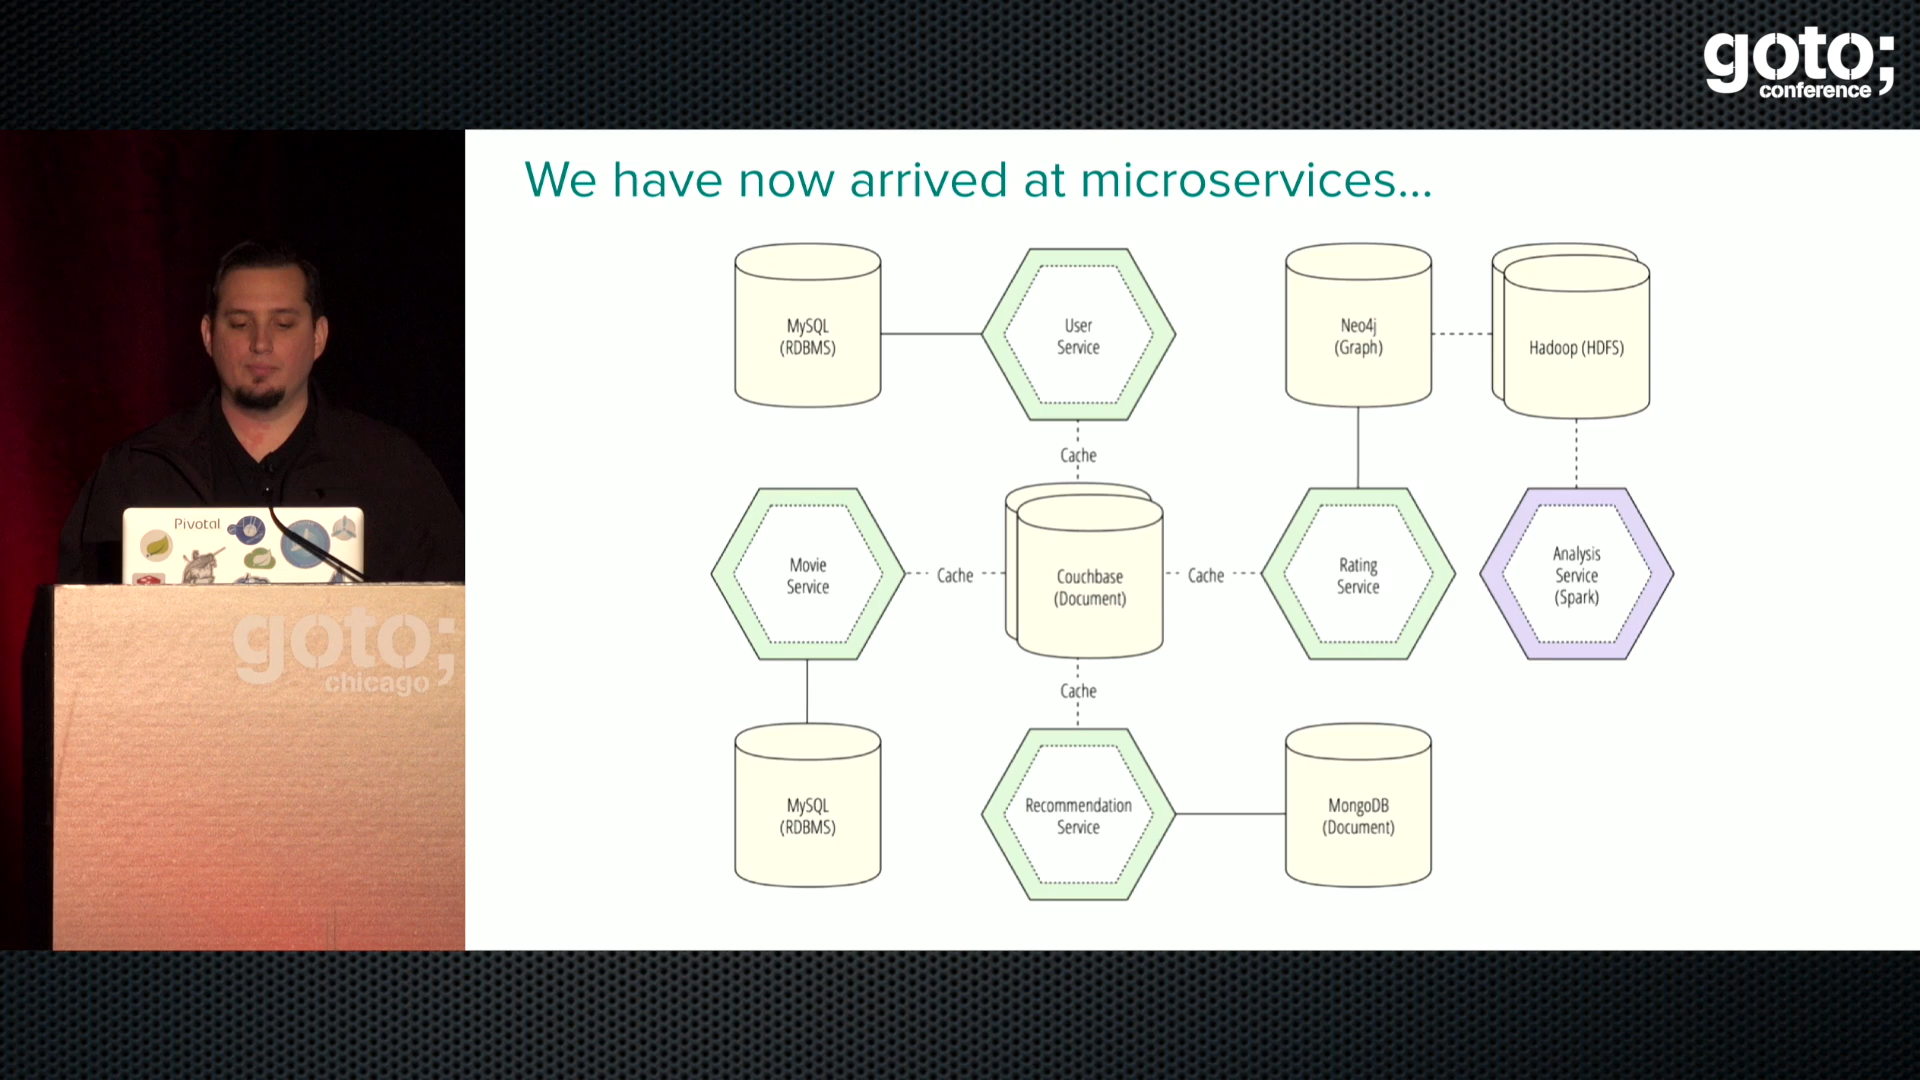 goto;
conference
We have now arrived at microservices...
MySQL
(RDBMS)
User
Service
Neo4j
(Graph)
Hadoop (HDFS)
Cache
Movie
Service
Cache
Couchbase
(Document)
Cache
Rating
Service
Analysis
Service
(Spark)
Cache
MySQL
(RDBMS)
Recommendation
Service
MongoDB
(Document)
Pivotal
goto;
chicago